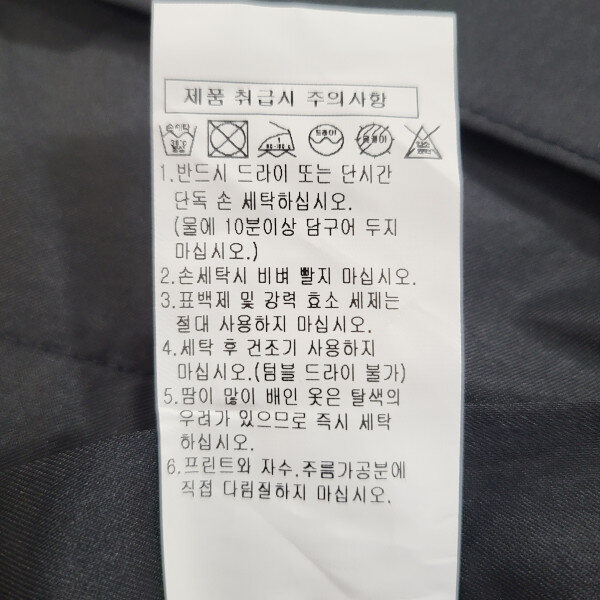 제품 취급시 주의사항
손세탁 드라이
1.반드시 드라이 또는 단시간
단독 손 세탁하십시오.
(물에 10분이상 담구어 두지
마십시오.)
2.손세탁시 비벼 빨지 마십시오.
3.표백제 및 강력 효소 세제는
절대 사용하지 마십시오.
4.세탁 후 건조기 사용하지
마십시오.(텀블 드라이 불가)
5.땀이 많이 배인 옷은 탈색의
우려가 있으므로 즉시 세탁
하십시오.
6.프린트와 자수.주름가공분에
직접 다림질하지 마십시오.